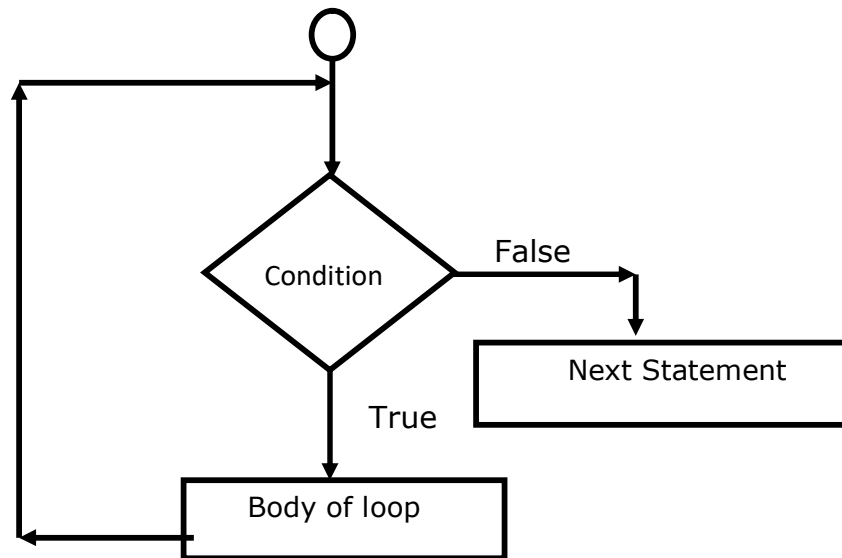 Condition
False
Next Statement
True
Body of loop